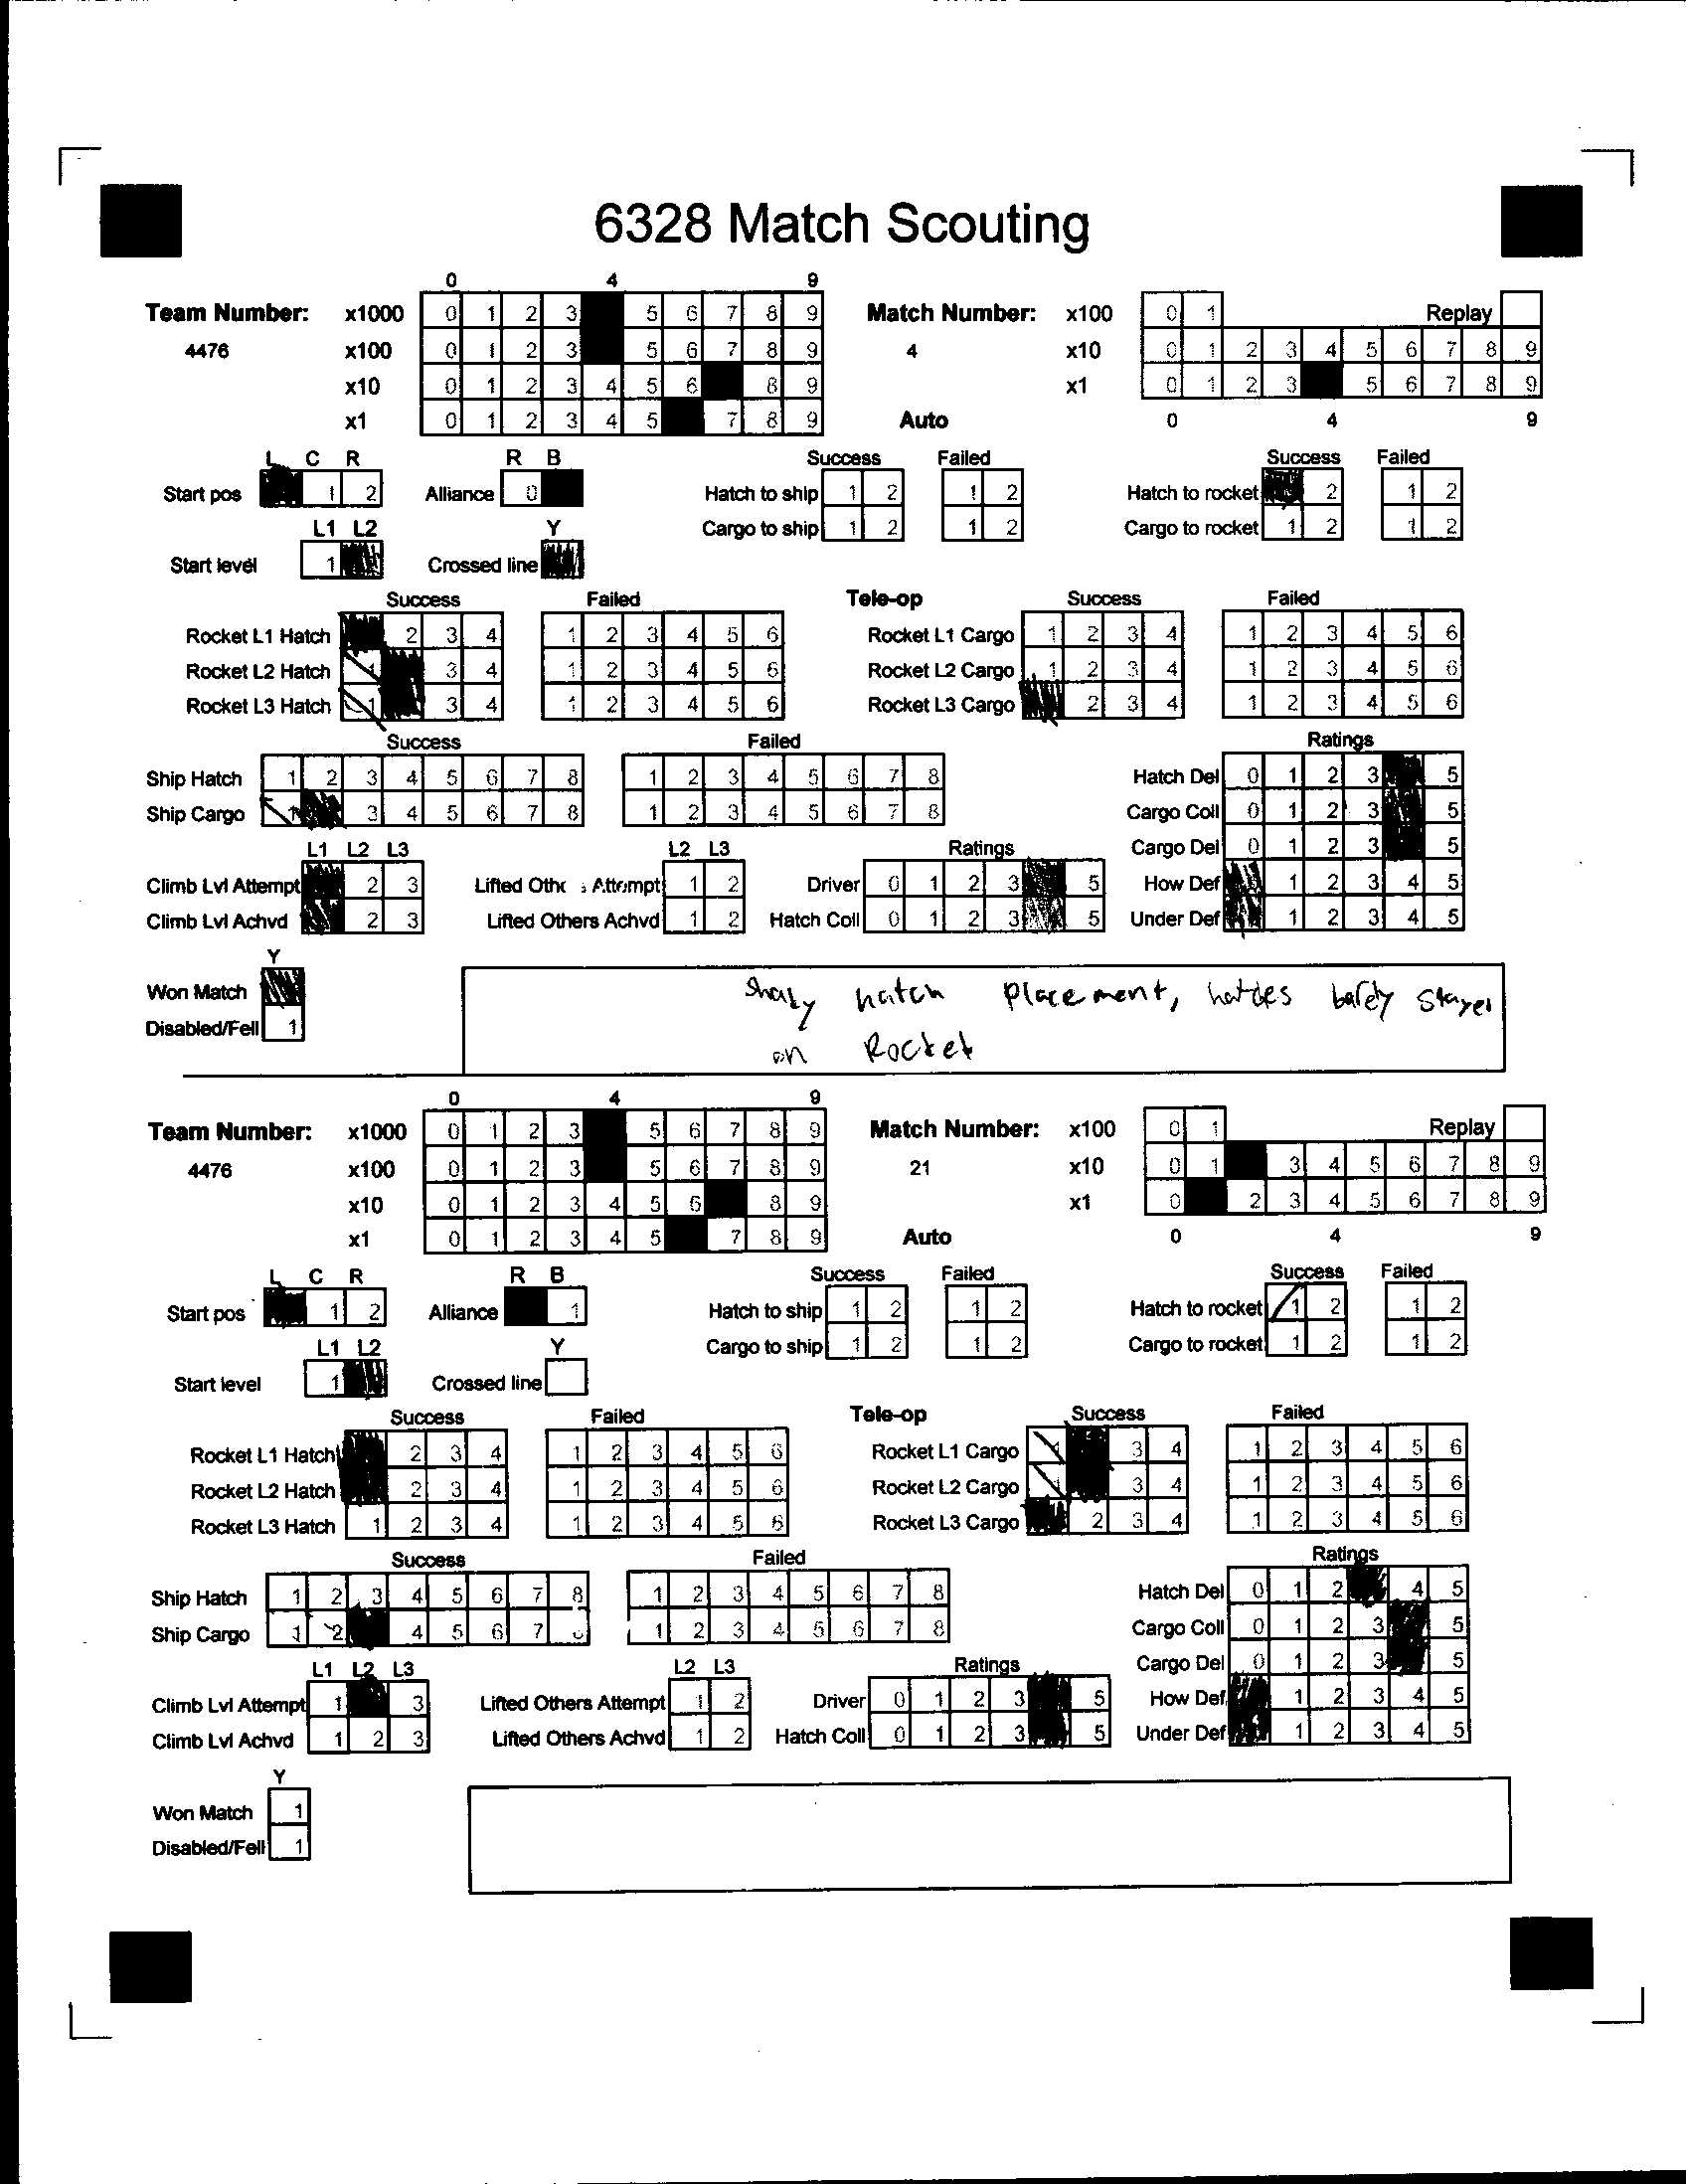 6328 Match Scouting
0 4 9
Team Number: x1000 0 1 2 3 5 6 7 8 9 Match Number: x100 0 1 Replay
4476 x100 0 1 2 3 5 6 7 8 9 4 x10 0 1 2 3 4 5 6 7 8 9
x10 0 1 2 3 4 5 6 8 9 x1 0 1 2 3 5 6 7 8 9
x1 0 1 2 3 4 5 7 8 9 Auto 0 4 9
L C R R B Success Failed Success Failed
Start pos 1 2 Alliance 0 Hatch to ship 1 2 1 2 Hatch to rocket 2 1 2
L1 L2 Y Cargo to ship 1 2 1 2 Cargo to rocket 1 2 1 2
Start level 1 Crossed line
Success Failed Tele-op Success Failed
Rocket L1 Hatch 2 3 4 1 2 3 4 5 6 Rocket L1 Cargo 1 2 3 4 1 2 3 4 5 6
Rocket L2 Hatch 1 3 4 1 2 3 4 5 6 Rocket L2 Cargo 1 2 3 4 1 2 3 4 5 6
Rocket L3 Hatch 1 3 4 1 2 3 4 5 6 Rocket L3 Cargo 2 3 4 1 2 3 4 5 6
Success Failed Ratings
Ship Hatch 1 2 3 4 5 6 7 8 1 2 3 4 5 6 7 8 Hatch Del 0 1 2 3 5
Ship Cargo 1 3 4 5 6 7 8 1 2 3 4 5 6 7 8 Cargo Coll 0 1 2 3 5
L1 L2 L3 L2 L3 Ratings Cargo Del 0 1 2 3 5
Climb Lvl Attempt 2 3 Lifted Attempt 1 2 Driver 0 1 2 3 5 How Def 1 2 3 4 5
Climb Lvl Achvd 2 3 Lifted Others Achvd 1 2 Hatch Coll 0 1 2 3 5 Under Def 1 2 3 4 5
Y
Won Match
Disabled/Fell 1
Shaky hatch placement, hatches barely stayed
on Rocket
0 4 9
Team Number: x1000 0 1 2 3 5 6 7 8 9 Match Number: x100 0 1 Replay
4476 x100 0 1 2 3 5 6 7 8 9 21 x10 0 1 3 4 5 6 7 8 9
x10 0 1 2 3 4 5 6 8 9 x1 0 2 3 4 5 6 7 8 9
x1 0 1 2 3 4 5 7 8 9 Auto 0 4 9
L C R R B Success Failed Success Failed
Start pos 1 2 Alliance 1 Hatch to ship 1 2 1 2 Hatch to rocket 1 2 1 2
L1 L2 Y Cargo to ship 1 2 1 2 Cargo to rocket 1 2 1 2
Start level 1 Crossed line
Success Failed Tele-op Success Failed
Rocket L1 Hatch 2 3 4 1 2 3 4 5 6 Rocket L1 Cargo 1 3 4 1 2 3 4 5 6
Rocket L2 Hatch 2 3 4 1 2 3 4 5 6 Rocket L2 Cargo 1 3 4 1 2 3 4 5 6
Rocket L3 Hatch 1 2 3 4 1 2 3 4 5 6 Rocket L3 Cargo 2 3 4 1 2 3 4 5 6
Success Failed Ratings
Ship Hatch 1 2 3 4 5 6 7 8 1 2 3 4 5 6 7 8 Hatch Del 0 1 2 4 5
Ship Cargo 1 2 4 5 6 7 1 2 3 4 5 6 7 8 Cargo Coll 0 1 2 3 5
L1 L2 L3 L2 L3 Ratings Cargo Del 0 1 2 3 5
Climb Lvl Attempt 1 3 Lifted Others Attempt 1 2 Driver 0 1 2 3 5 How Def 1 2 3 4 5
Climb Lvl Achvd 1 2 3 Lifted Others Achvd 1 2 Hatch Coll 0 1 2 3 5 Under Def 1 2 3 4 5
Y
Won Match 1
Disabled/Fell 1